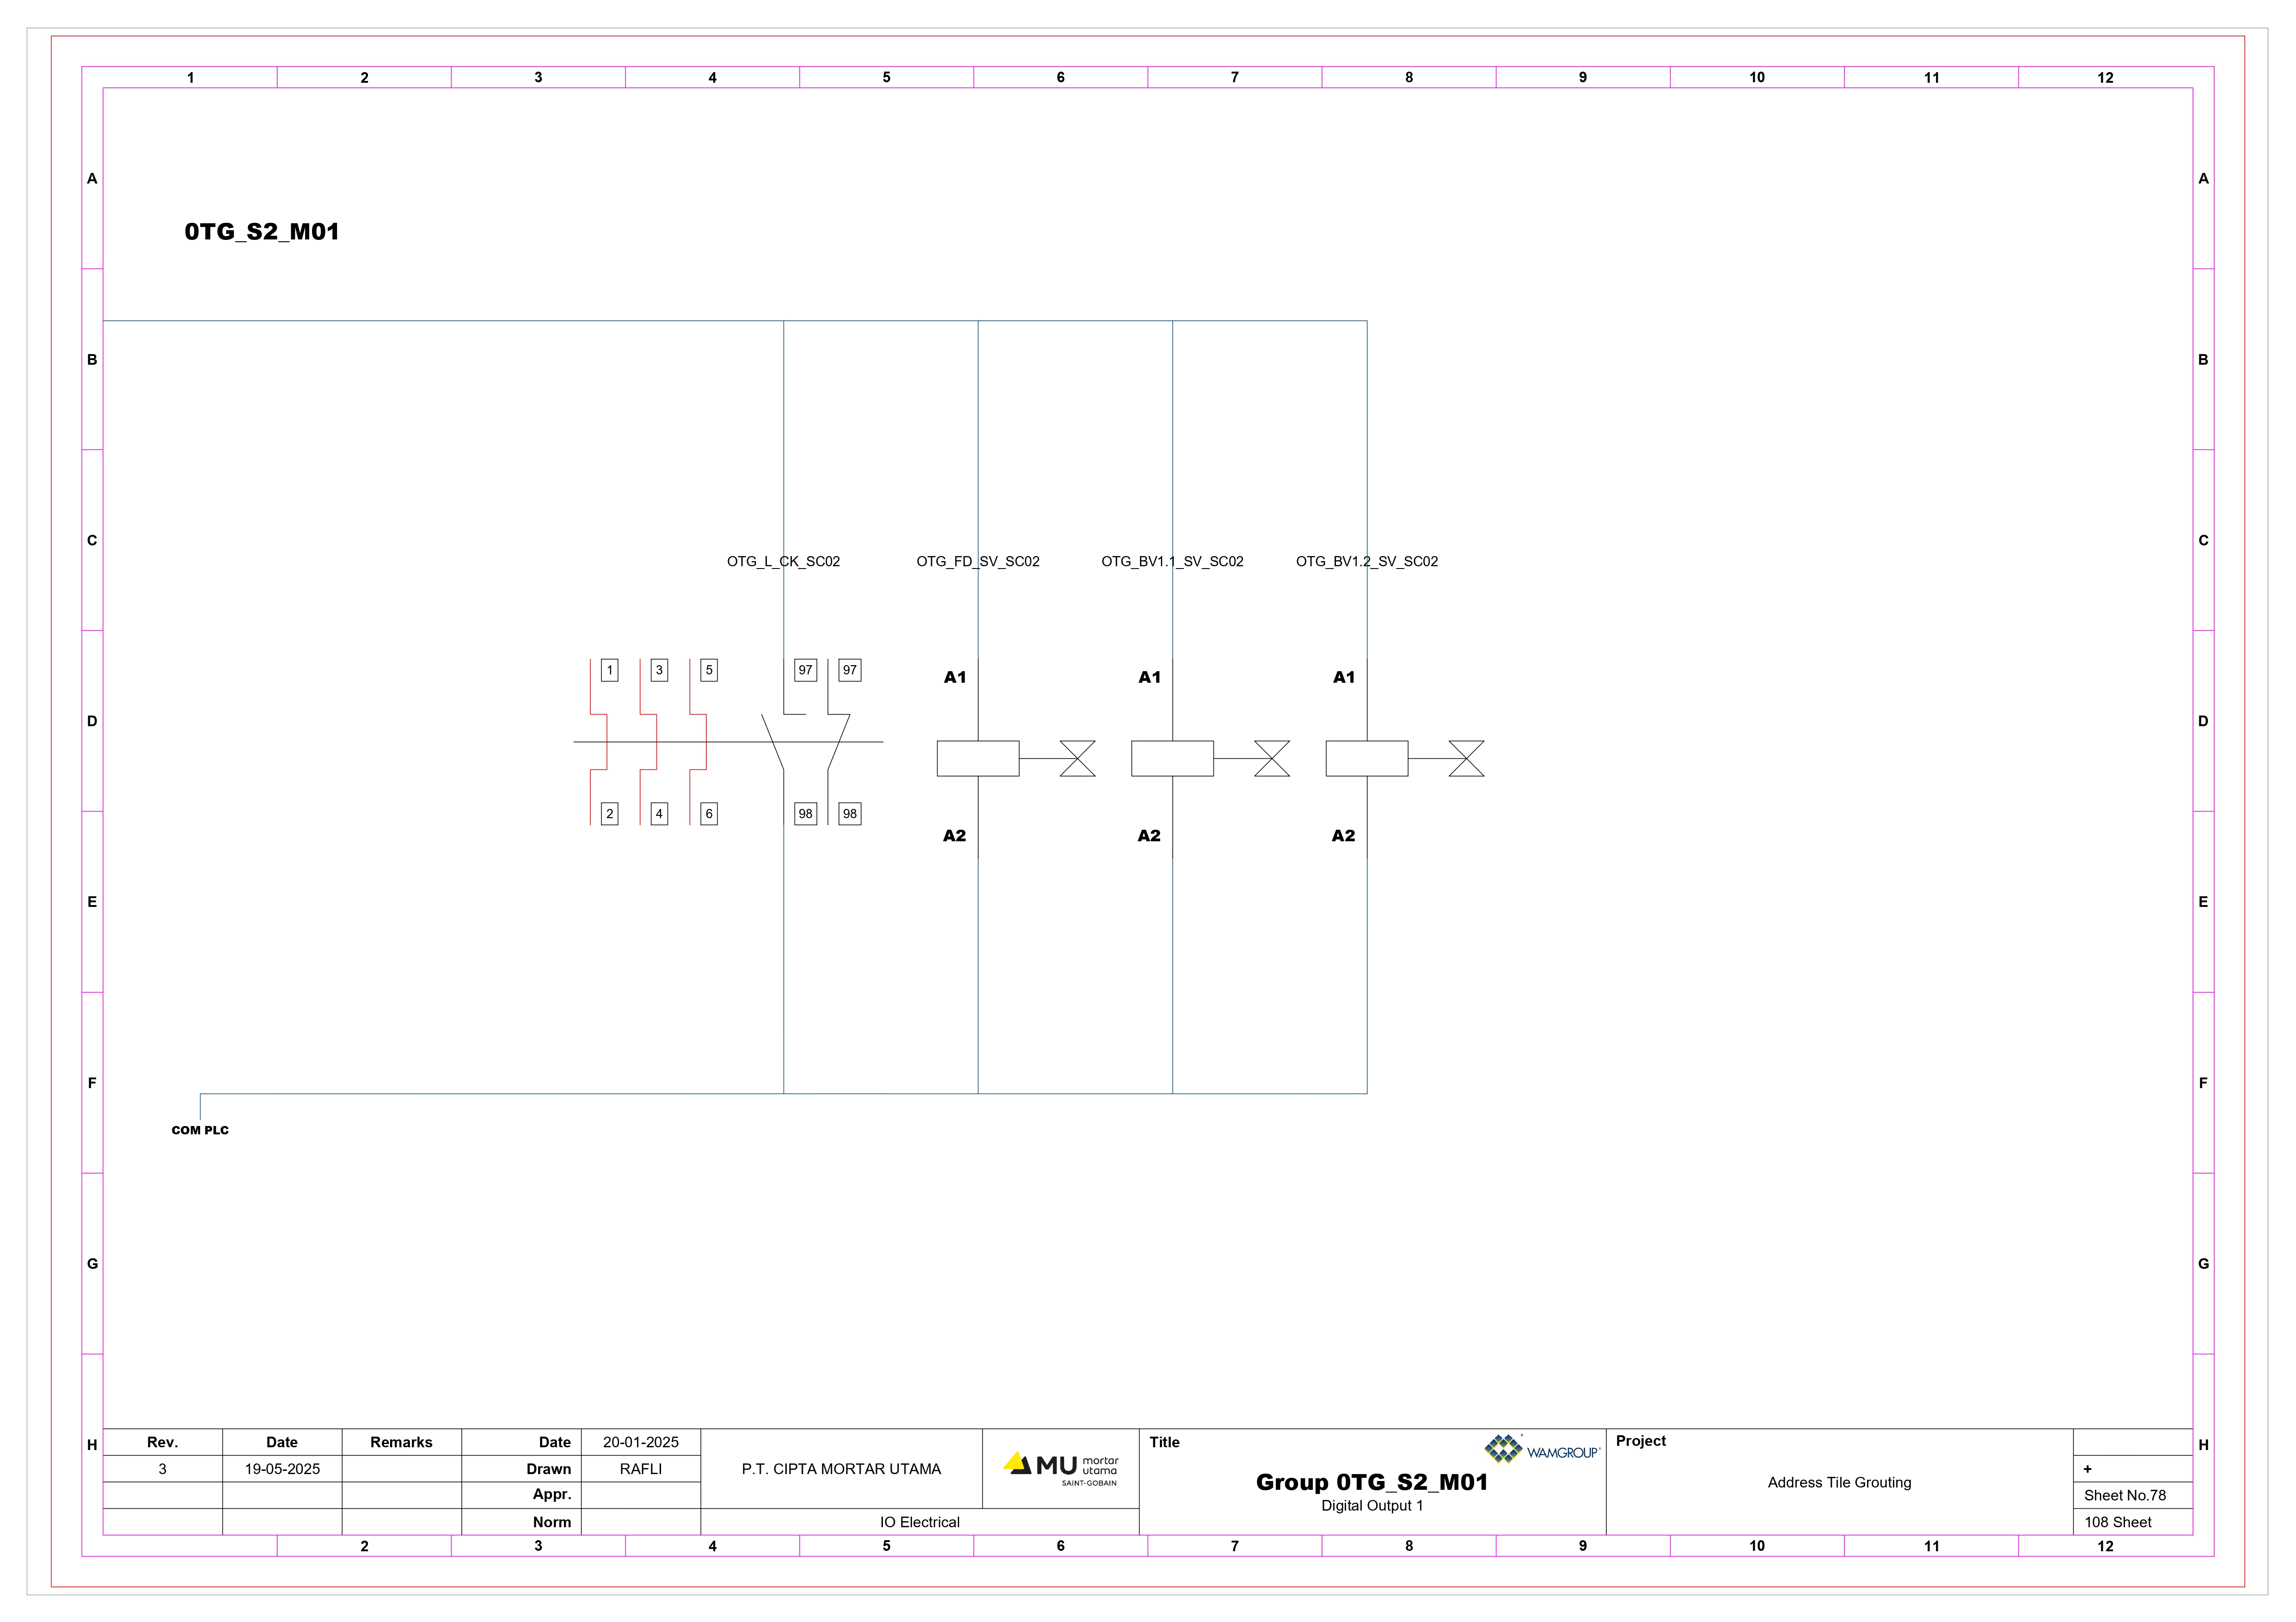 1 2 3 4 5 6 7 8 9 10 11 12
A A
0TG_S2_M01
B B
C C
OTG_L_CK_SC02 OTG_FD_SV_SC02 OTG_BV1.1_SV_SC02 OTG_BV1.2_SV_SC02
1 3 5 97 97 A1 A1 A1
D D
2 4 6 98 98 A2 A2 A2
E E
F F
COM PLC
G G
H H
Rev. Date Remarks Date 20-01-2025
3 19-05-2025 Drawn RAFLI
Appr.
Norm
P.T. CIPTA MORTAR UTAMA
MU mortar
utama
SAINT-GOBAIN
IO Electrical
Title
WAMGROUP
Group 0TG_S2_M01
Digital Output 1
Project
Address Tile Grouting
+
Sheet No.78
108 Sheet
2 3 4 5 6 7 8 9 10 11 12